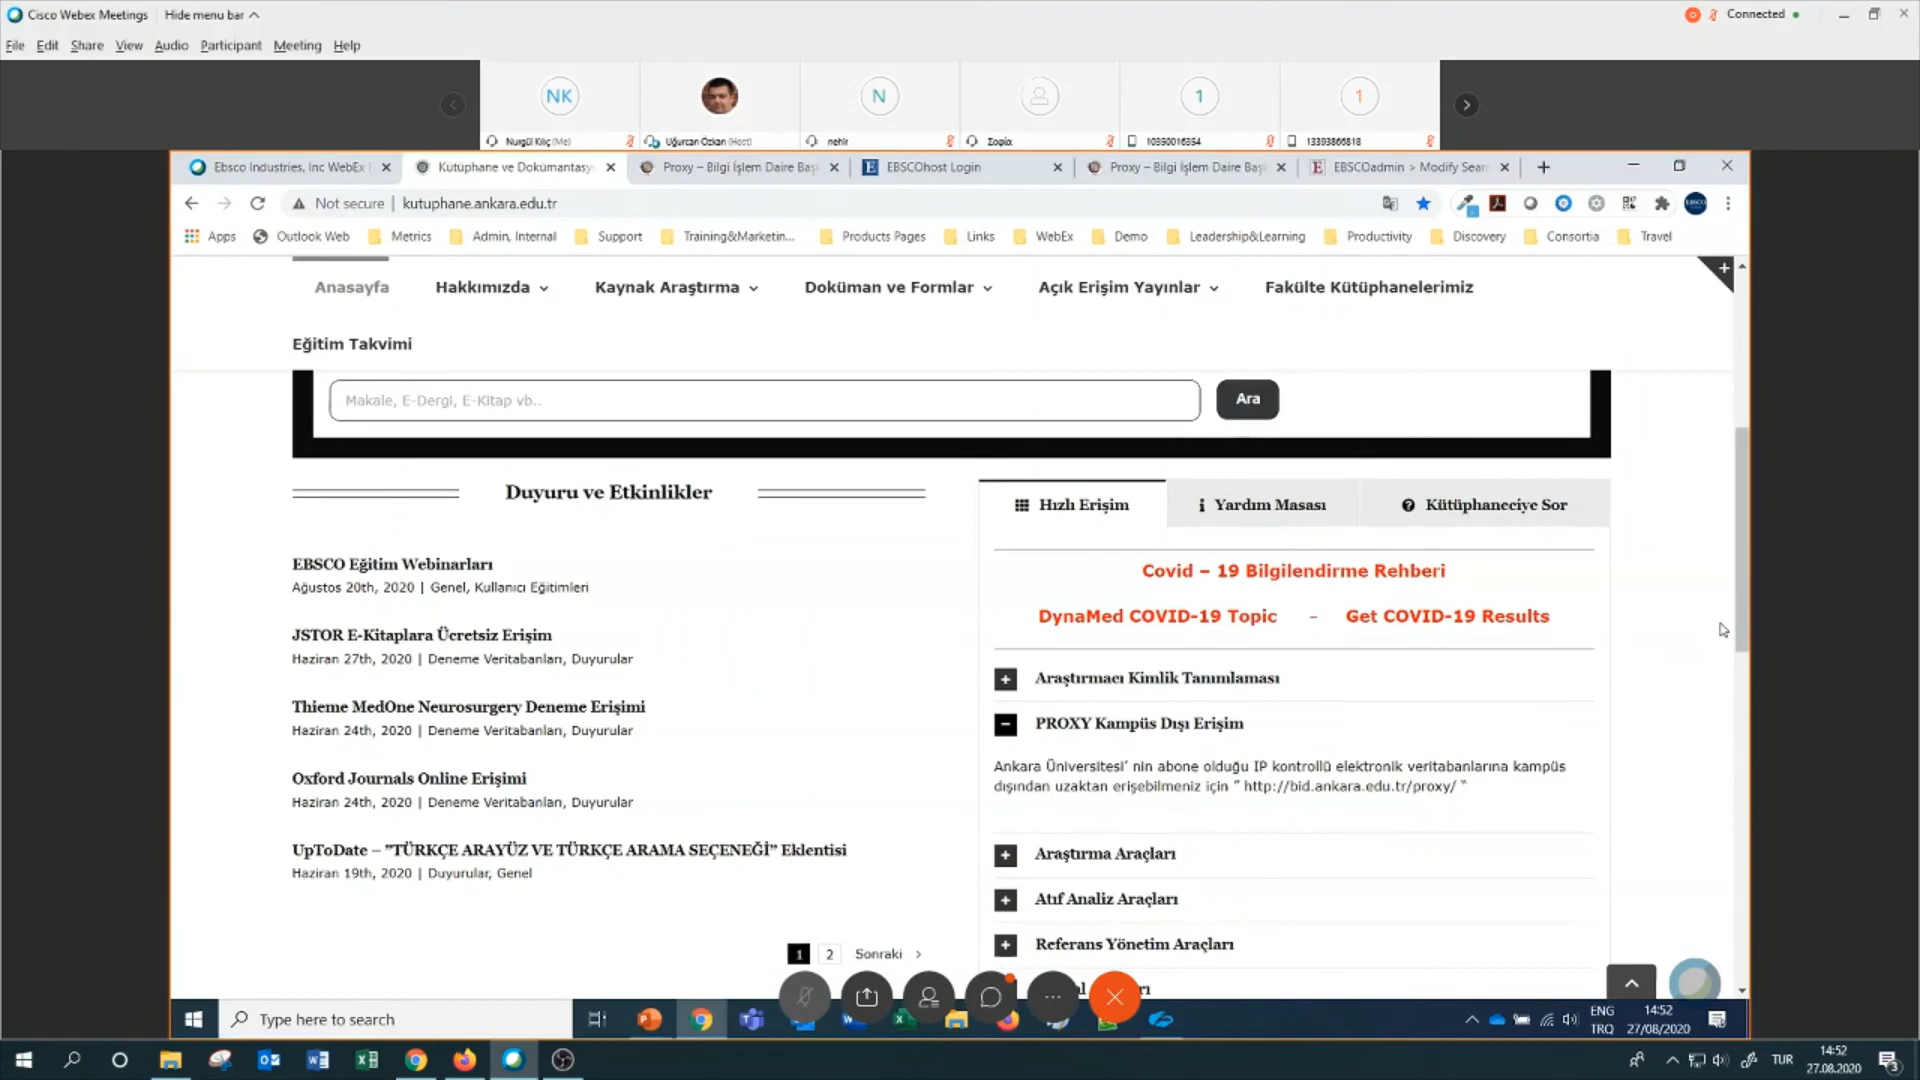 Cisco Webex Meetings
Hide menu bar
Connected
File Edit Share View Audio Participant Meeting Help
NK
N
1
1
Nurgül Kılıç (Me)
Uğurcan Özkan (Host)
nehir
Σοφία
13393866818
Ebsco Industries, Inc WebEx
Kütüphane ve Dokümantasy
Proxy – Bilgi İşlem Daire Baş
EBSCOhost Login
Proxy – Bilgi İşlem Daire Baş
EBSCOadmin > Modify Sear
Not secure | kutuphane.ankara.edu.tr
Apps Outlook Web Metrics Admin, Internal Support Training&Marketin... Products Pages Links WebEx Demo Leadership&Learning Productivity Discovery Consortia Travel
Anasayfa Hakkımızda Kaynak Araştırma Doküman ve Formlar Açık Erişim Yayınlar Fakülte Kütüphanelerimiz
Eğitim Takvimi
Makale, E-Dergi, E-Kitap vb..
Ara
Duyuru ve Etkinlikler
EBSCO Eğitim Webinarları
Ağustos 20th, 2020 | Genel, Kullanıcı Eğitimleri
JSTOR E-Kitaplara Ücretsiz Erişim
Haziran 27th, 2020 | Deneme Veritabanları, Duyurular
Thieme MedOne Neurosurgery Deneme Erişimi
Haziran 24th, 2020 | Deneme Veritabanları, Duyurular
Oxford Journals Online Erişimi
Haziran 24th, 2020 | Deneme Veritabanları, Duyurular
UpToDate – "TÜRKÇE ARAYÜZ VE TÜRKÇE ARAMA SEÇENEĞİ" Eklentisi
Haziran 19th, 2020 | Duyurular, Genel
1 2 Sonraki
Hızlı Erişim
Yardım Masası
Kütüphaneciye Sor
Covid – 19 Bilgilendirme Rehberi
DynaMed COVID-19 Topic – Get COVID-19 Results
Araştırmacı Kimlik Tanımlaması
PROXY Kampüs Dışı Erişim
Ankara Üniversitesi' nin abone olduğu IP kontrollü elektronik veritabanlarına kampüs
dışından uzaktan erişebilmeniz için " http://bid.ankara.edu.tr/proxy/ "
Araştırma Araçları
Atıf Analiz Araçları
Referans Yönetim Araçları
Type here to search
ENG
TRQ
14:52
27/08/2020
TUR
14:52
27.08.2020
3